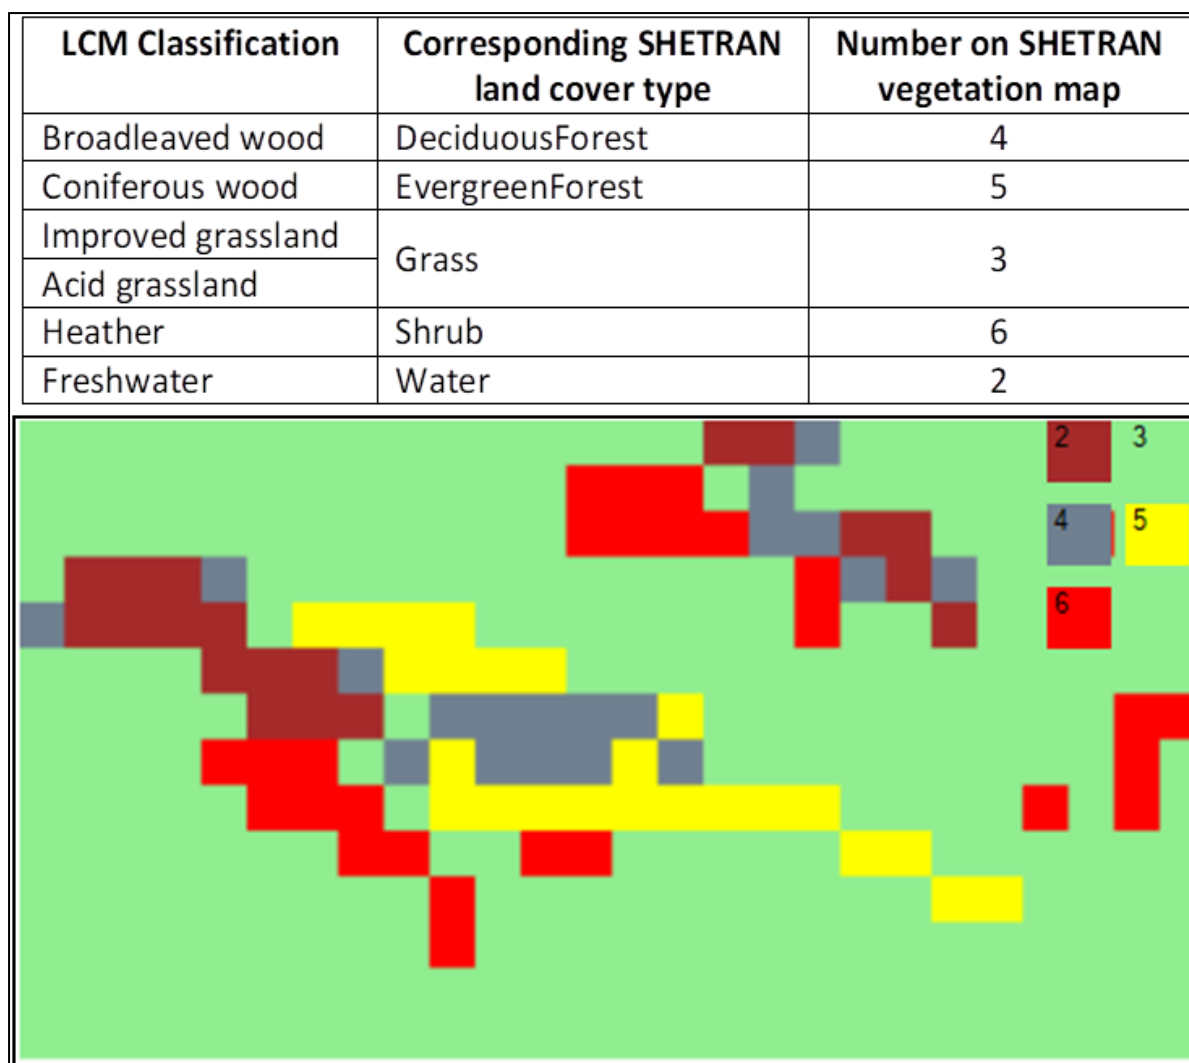 LCM Classification
Corresponding SHETRAN
land cover type
Number on SHETRAN
vegetation map
Broadleaved wood
DeciduousForest
4
Coniferous wood
EvergreenForest
5
Improved grassland
Acid grassland
Grass
3
Heather
Shrub
6
Freshwater
Water
2
2
3
4
5
6